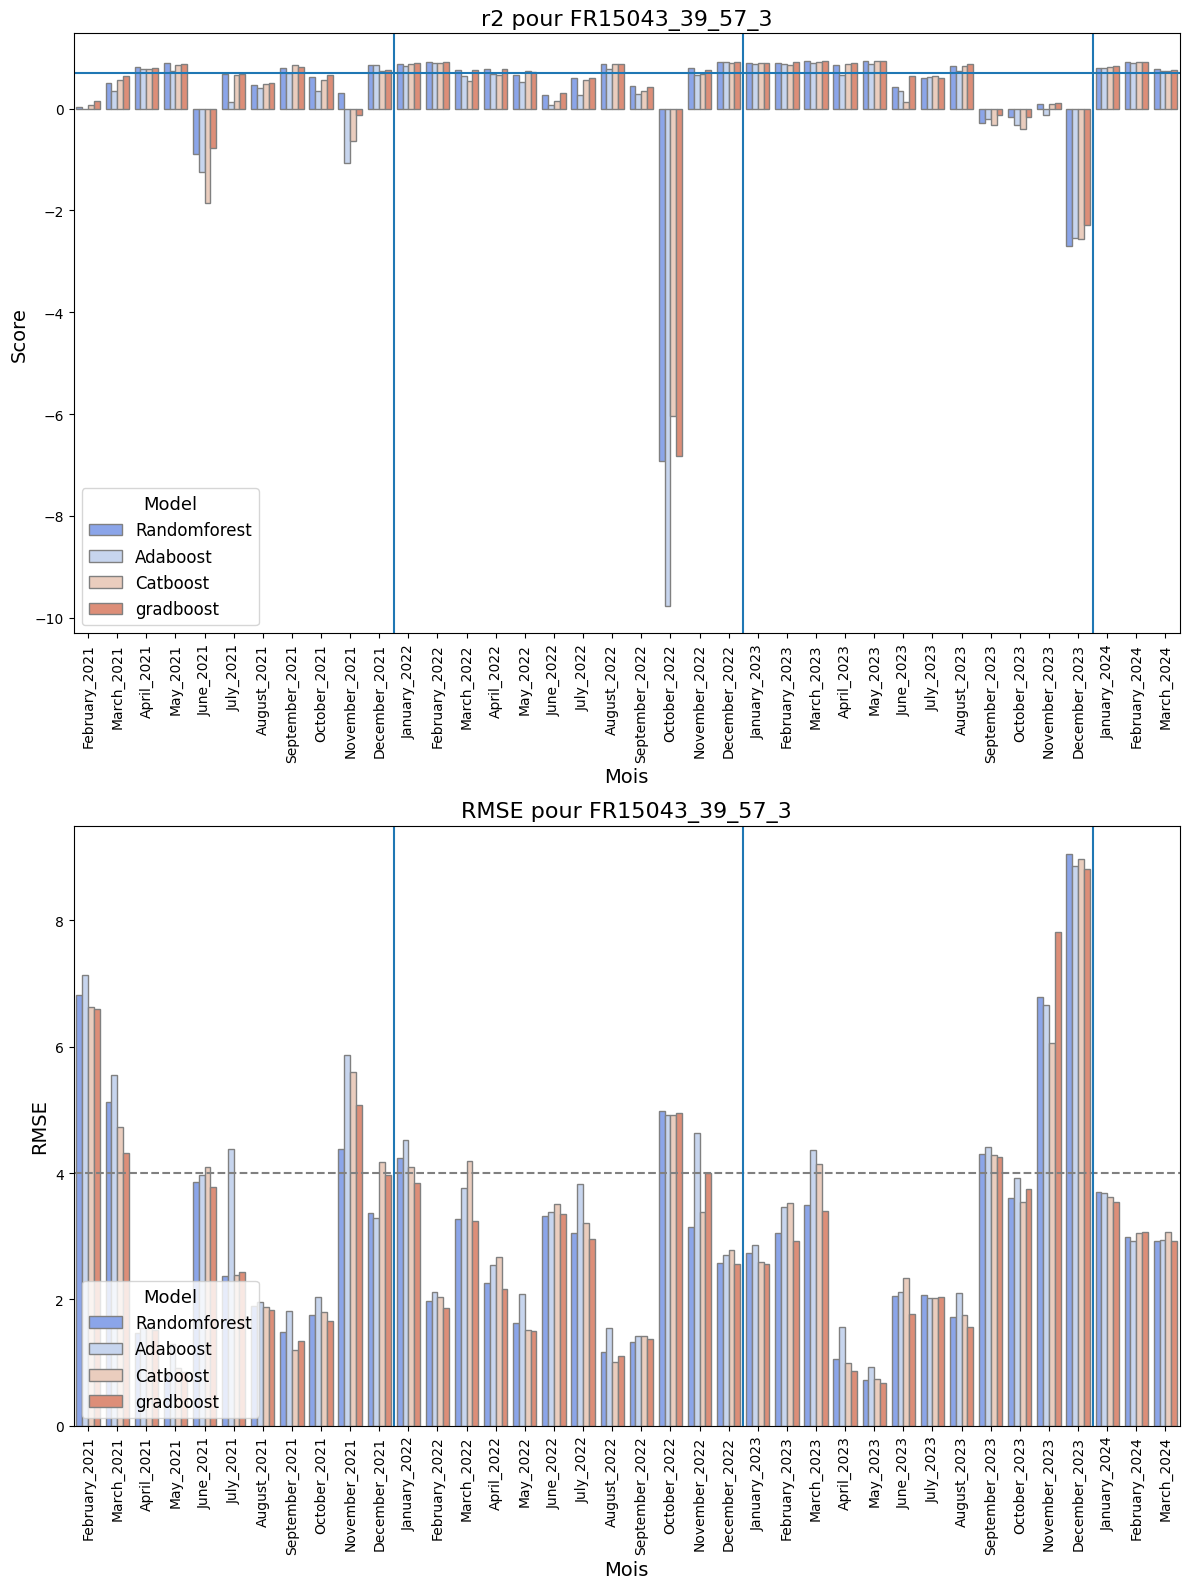 r2 pour FR15043_39_57_3
Score
0
−2
−4
−6
−8
−10
Model
Randomforest
Adaboost
Catboost
gradboost
February_2021
March_2021
April_2021
May_2021
June_2021
July_2021
August_2021
September_2021
October_2021
November_2021
December_2021
January_2022
February_2022
March_2022
April_2022
May_2022
June_2022
July_2022
August_2022
September_2022
October_2022
November_2022
December_2022
January_2023
February_2023
March_2023
April_2023
May_2023
June_2023
July_2023
August_2023
September_2023
October_2023
November_2023
December_2023
January_2024
February_2024
March_2024
Mois
RMSE pour FR15043_39_57_3
RMSE
8
6
4
2
0
Model
Randomforest
Adaboost
Catboost
gradboost
February_2021
March_2021
April_2021
May_2021
June_2021
July_2021
August_2021
September_2021
October_2021
November_2021
December_2021
January_2022
February_2022
March_2022
April_2022
May_2022
June_2022
July_2022
August_2022
September_2022
October_2022
November_2022
December_2022
January_2023
February_2023
March_2023
April_2023
May_2023
June_2023
July_2023
August_2023
September_2023
October_2023
November_2023
December_2023
January_2024
February_2024
March_2024
Mois